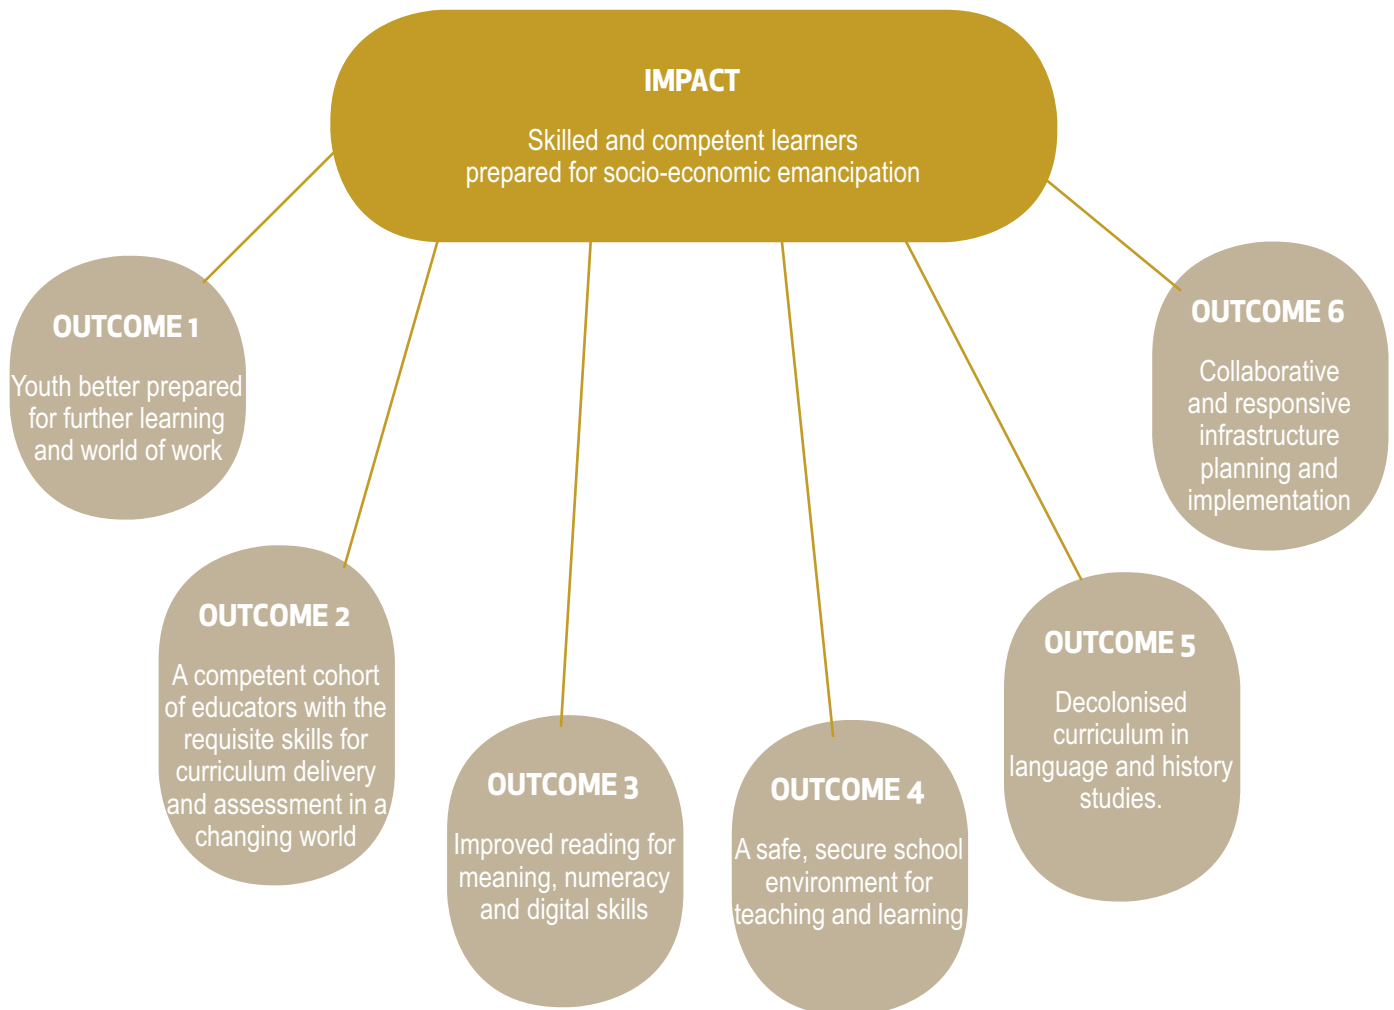 IMPACT
Skilled and competent learners
prepared for socio-economic emancipation
OUTCOME 1
Youth better prepared
for further learning
and world of work
OUTCOME 2
A competent cohort
of educators with the
requisite skills for
curriculum delivery
and assessment in a
changing world
OUTCOME 3
Improved reading for
meaning, numeracy
and digital skills
OUTCOME 4
A safe, secure school
environment for
teaching and learning
OUTCOME 5
Decolonised
curriculum in
language and history
studies.
OUTCOME 6
Collaborative
and responsive
infrastructure
planning and
implementation